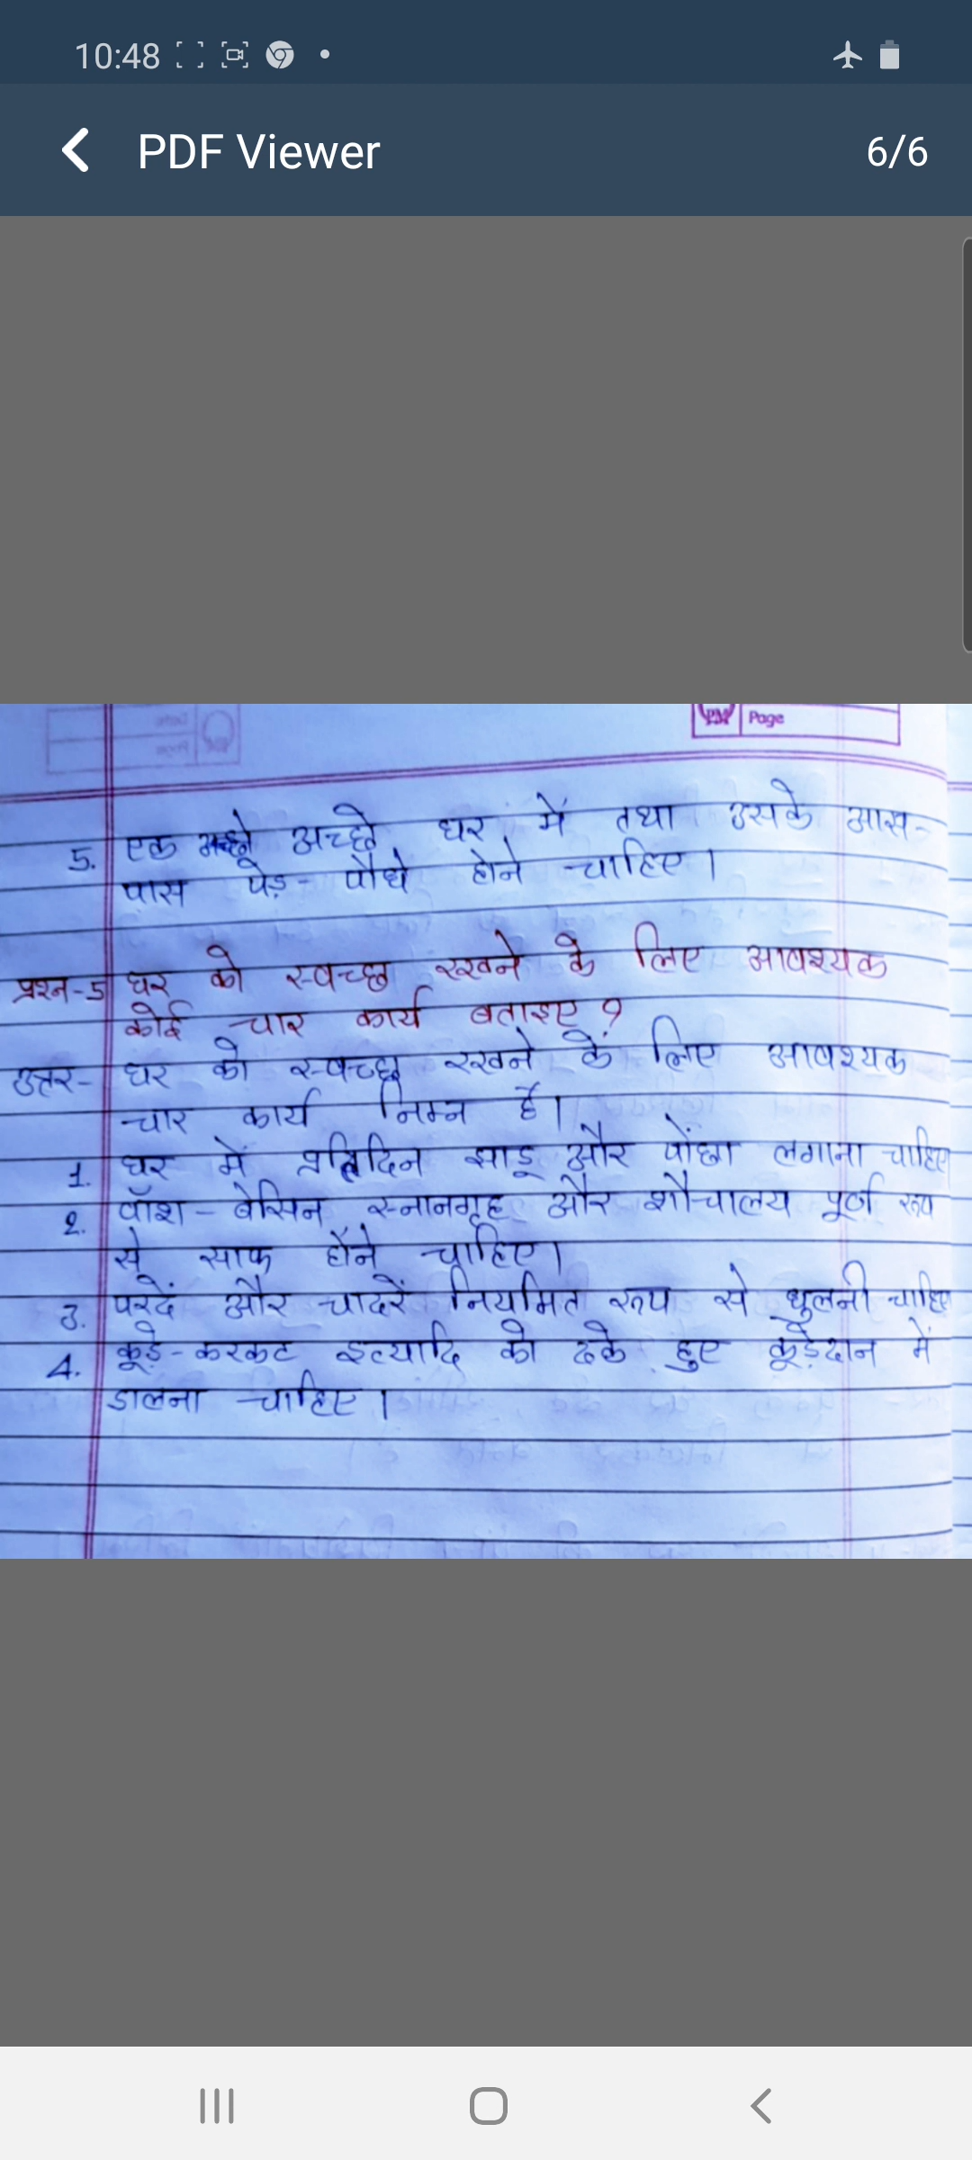 10:48
PDF Viewer 6/6
Page
5. एक अच्छे घर में तथा उसके आस-
पास पेड़- पौधे होने चाहिए।
प्रश्न-5 घर को स्वच्छ रखने के लिए आवश्यक
कोई चार कार्य बताइए ?
उत्तर- घर को स्वच्छ रखने के लिए आवश्यक
चार कार्य निम्न है।
1. घर में प्रतिदिन झाडू और पोंछा लगाना चाहिए
2. वॉश - बेसिन स्नानगृह और शौचालय पूर्ण रूप
से साफ होंने चाहिए।
3. परदें और चादरें नियमित रूप से धुलनी चाहिए
4. कूड़े-करकट इत्यादि को ढके हुए कूड़ेदान में
डालना चाहिए।